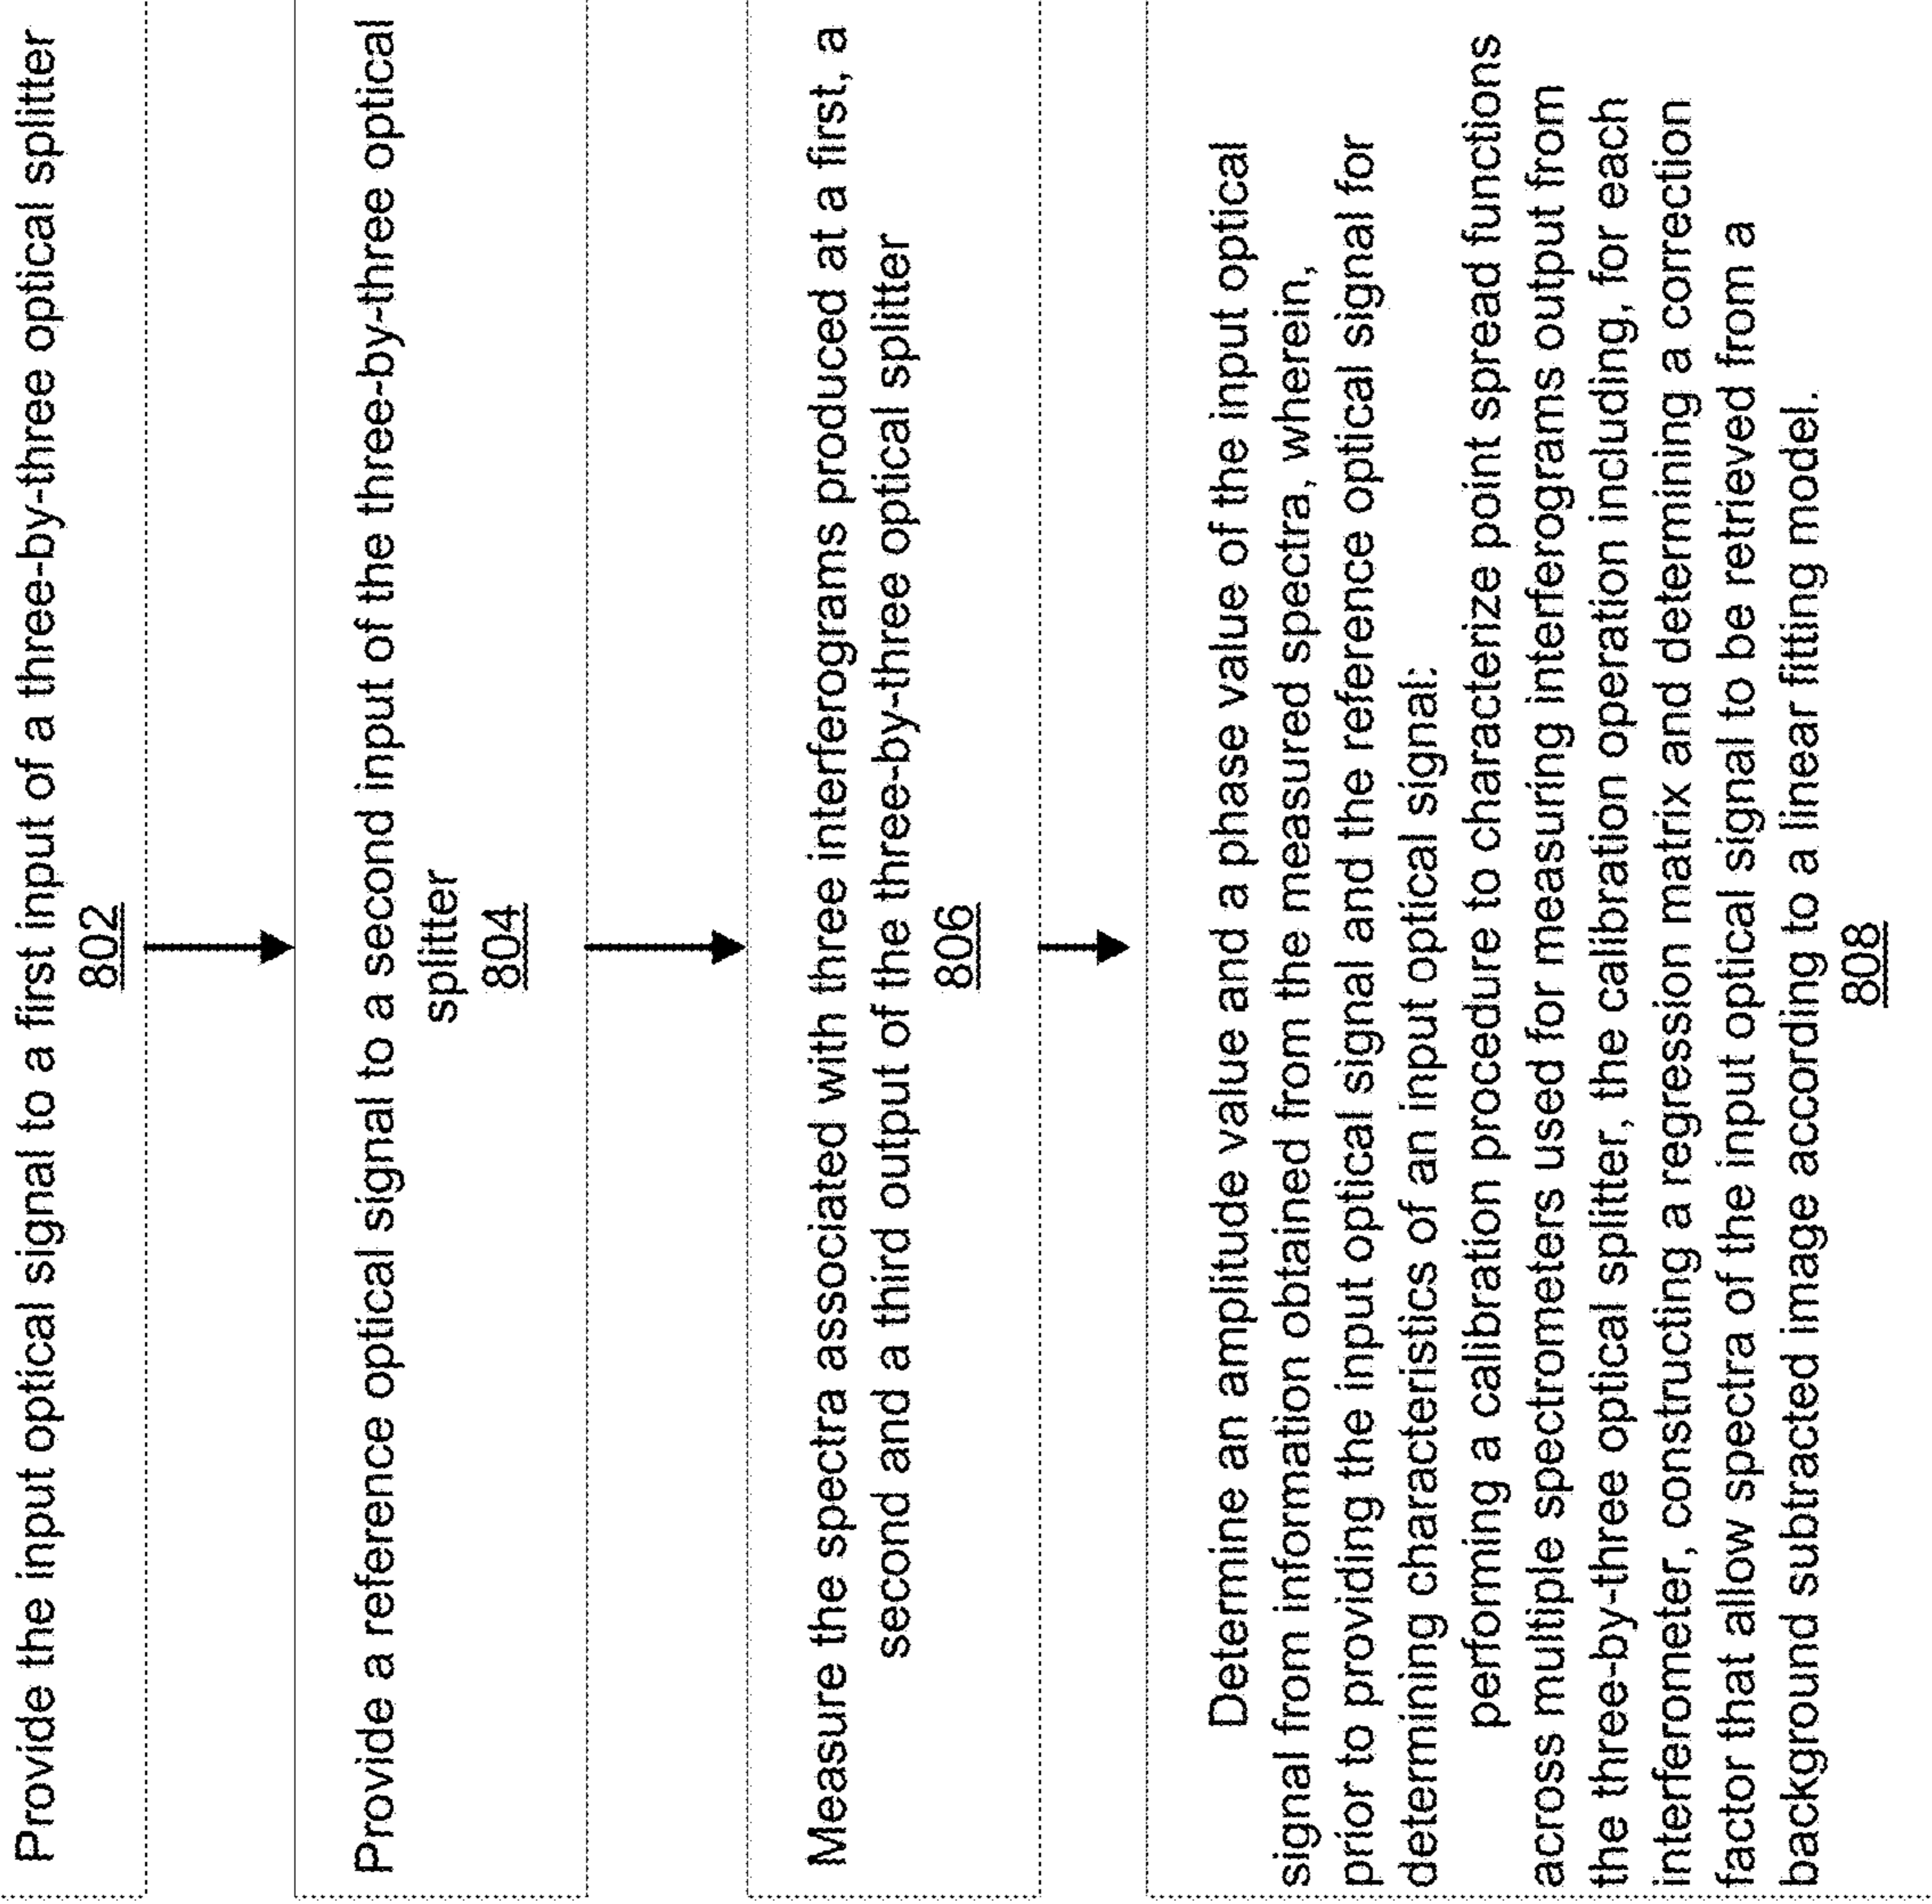 Provide the input optical signal to a first input of a three-by-three optical splitter
802
Provide a reference optical signal to a second input of the three-by-three optical
splitter
804
Measure the spectra associated with three interferograms produced at a first, a
second and a third output of the three-by-three optical splitter
806
Determine an amplitude value and a phase value of the input optical
signal from information obtained from the measured spectra, wherein,
prior to providing the input optical signal and the reference optical signal for
determining characteristics of an input optical signal:
performing a calibration procedure to characterize point spread functions
across multiple spectrometers used for measuring interferograms output from
the three-by-three optical splitter, the calibration operation including, for each
interferometer, constructing a regression matrix and determining a correction
factor that allow spectra of the input optical signal to be retrieved from a
background subtracted image according to a linear fitting model.
808